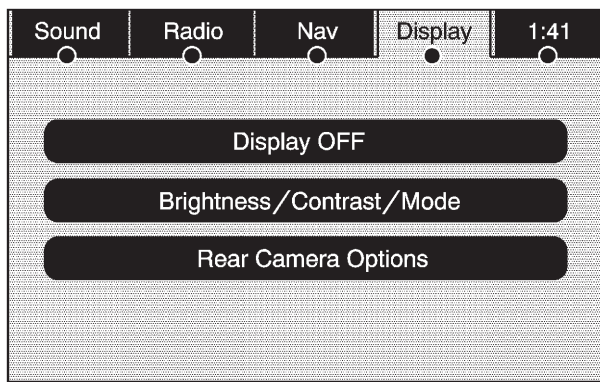 Sound Radio Nav Display 1:41
Display OFF
Brightness/Contrast/Mode
Rear Camera Options